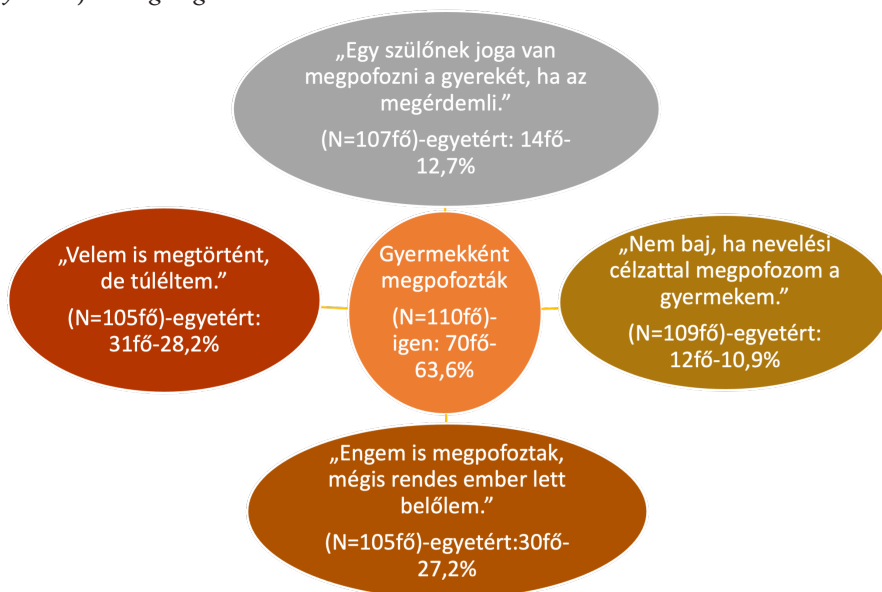 „Egy szülőnek joga van
megpofozni a gyerekét, ha az
megérdemli.”
(N=107fő)-egyetért: 14fő-
12,7%
„Velem is megtörtént,
de túléltem.”
(N=105fő)-egyetért:
31fő-28,2%
Gyermekként
megpofozták
(N=110fő)-
igen: 70fő-
63,6%
„Nem baj, ha nevelési
célzattal megpofozom a
gyermekem.”
(N=109fő)-egyetért:
12fő-10,9%
„Engem is megpofoztak,
mégis rendes ember lett
belőlem.”
(N=105fő)-egyetért:30fő-
27,2%